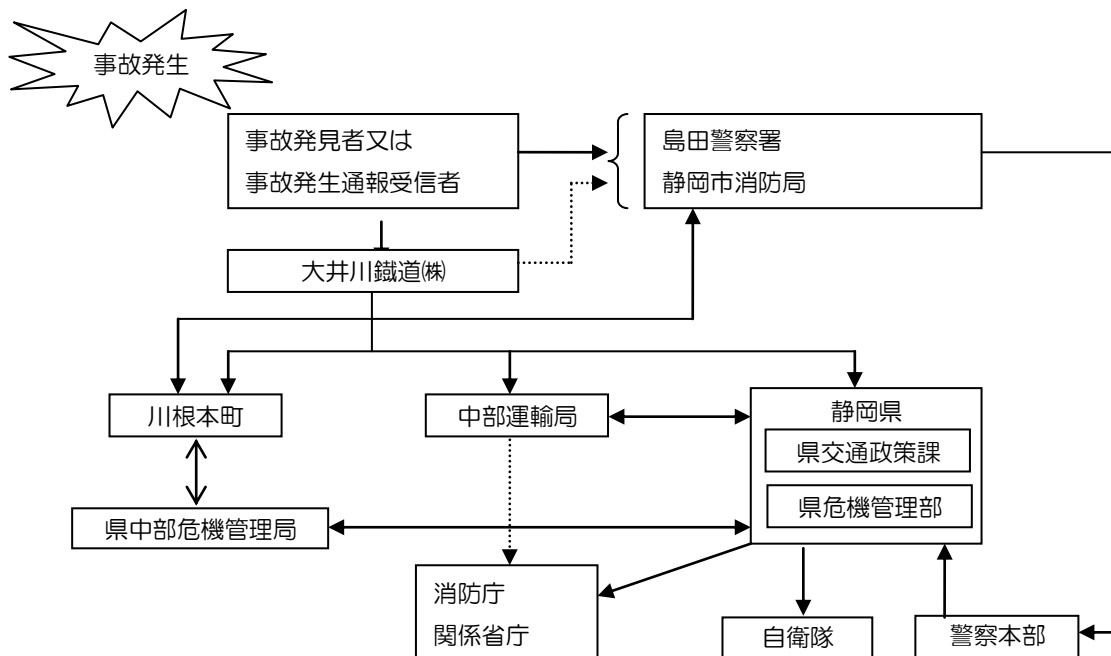 事故発生
事故発見者又は
事故発生通報受信者
島田警察署
静岡市消防局
大井川鐵道㈱
川根本町
中部運輸局
静岡県
県交通政策課
県危機管理部
県中部危機管理局
消防庁
関係省庁
自衛隊
警察本部